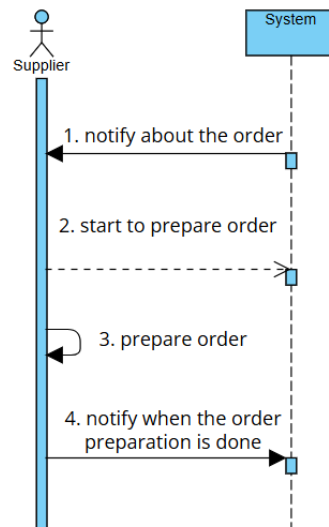 System
Supplier
1. notify about the order
2. start to prepare order
3. prepare order
4. notify when the order
preparation is done